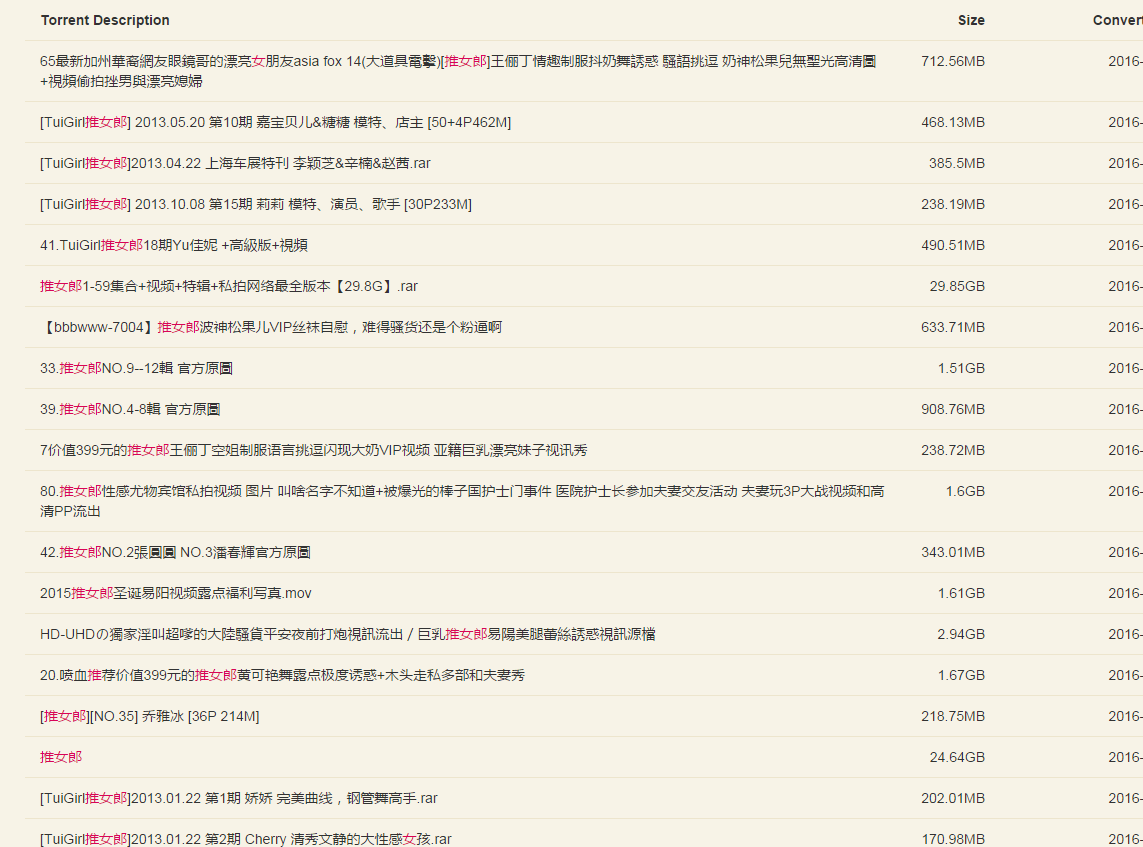 Torrent Description Size Convert
65最新加州華裔網友眼鏡哥的漂亮女朋友asia fox 14(大道具電擊)[推女郎]王俪丁情趣制服抖奶舞誘惑 騷語挑逗 奶神松果兒無聖光高清圖 712.56MB 2016-
+視頻偷拍挫男與漂亮媳婦
[TuiGirl推女郎] 2013.05.20 第10期 嘉宝贝儿&糖糖 模特、店主 [50+4P462M] 468.13MB 2016-
[TuiGirl推女郎]2013.04.22 上海车展特刊 李颖芝&辛楠&赵茜.rar 385.5MB 2016-
[TuiGirl推女郎] 2013.10.08 第15期 莉莉 模特、演员、歌手 [30P233M] 238.19MB 2016-
41.TuiGirl推女郎18期Yu佳妮 +高級版+視頻 490.51MB 2016-
推女郎1-59集合+视频+特辑+私拍网络最全版本【29.8G】.rar 29.85GB 2016-
【bbbwww-7004】推女郎波神松果儿VIP丝袜自慰，难得骚货还是个粉逼啊 633.71MB 2016-
33.推女郎NO.9--12輯 官方原圖 1.51GB 2016-
39.推女郎NO.4-8輯 官方原圖 908.76MB 2016-
7价值399元的推女郎王俪丁空姐制服语言挑逗闪现大奶VIP视频 亚籍巨乳漂亮妹子视讯秀 238.72MB 2016-
80.推女郎性感尤物宾馆私拍视频 图片 叫啥名字不知道+被爆光的棒子国护士门事件 医院护士长参加夫妻交友活动 夫妻玩3P大战视频和高 1.6GB 2016-
清PP流出
42.推女郎NO.2張圓圓 NO.3潘春輝官方原圖 343.01MB 2016-
2015推女郎圣诞易阳视频露点福利写真.mov 1.61GB 2016-
HD-UHDの獨家淫叫超嗲的大陸騷貨平安夜前打炮視訊流出 / 巨乳推女郎易陽美腿蕾絲誘惑視訊源檔 2.94GB 2016-
20.喷血推荐价值399元的推女郎黄可艳舞露点极度诱惑+木头走私多部和夫妻秀 1.67GB 2016-
[推女郎][NO.35] 乔雅冰 [36P 214M] 218.75MB 2016-
推女郎 24.64GB 2016-
[TuiGirl推女郎]2013.01.22 第1期 娇娇 完美曲线，钢管舞高手.rar 202.01MB 2016-
[TuiGirl推女郎]2013.01.22 第2期 Cherry 清秀文静的大性感女孩.rar 170.98MB 2016-